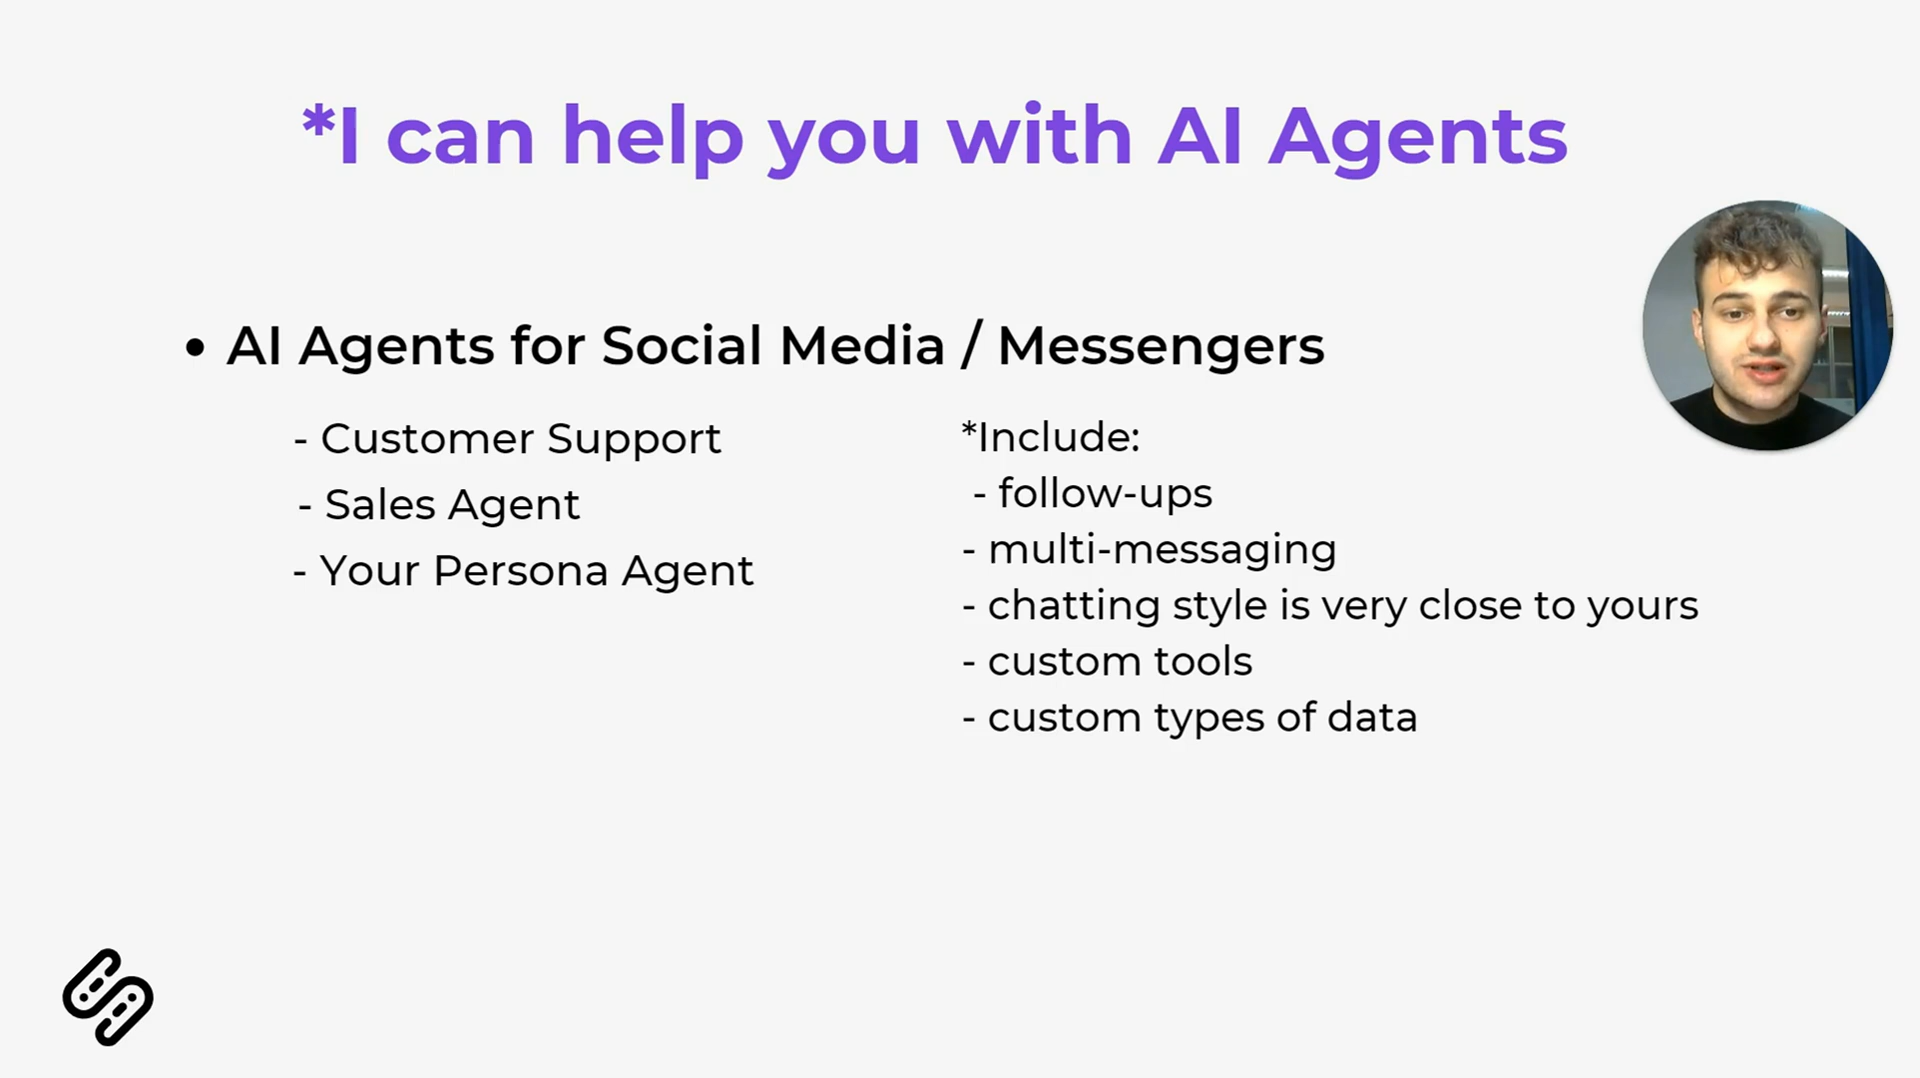 *I can help you with AI Agents
• AI Agents for Social Media / Messengers
- Customer Support
- Sales Agent
- Your Persona Agent
*Include:
- follow-ups
- multi-messaging
- chatting style is very close to yours
- custom tools
- custom types of data